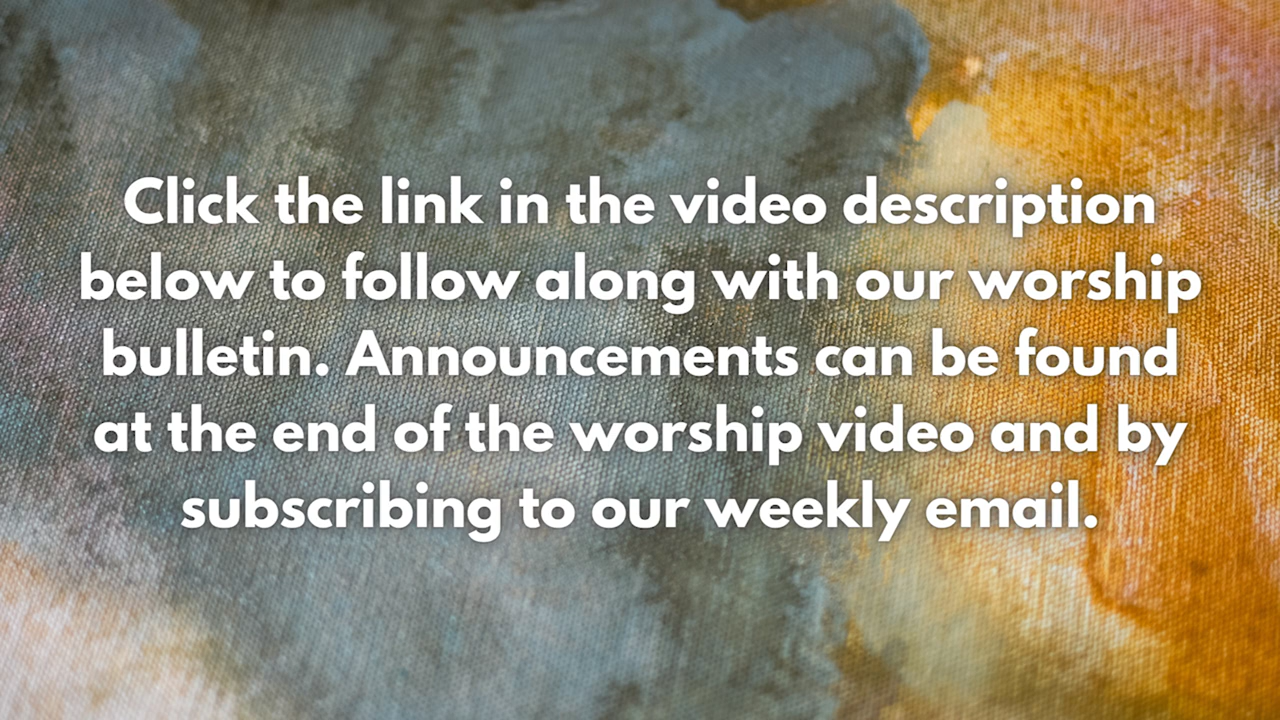 Click the link in the video description
below to follow along with our worship
bulletin. Announcements can be found
at the end of the worship video and by
subscribing to our weekly email.